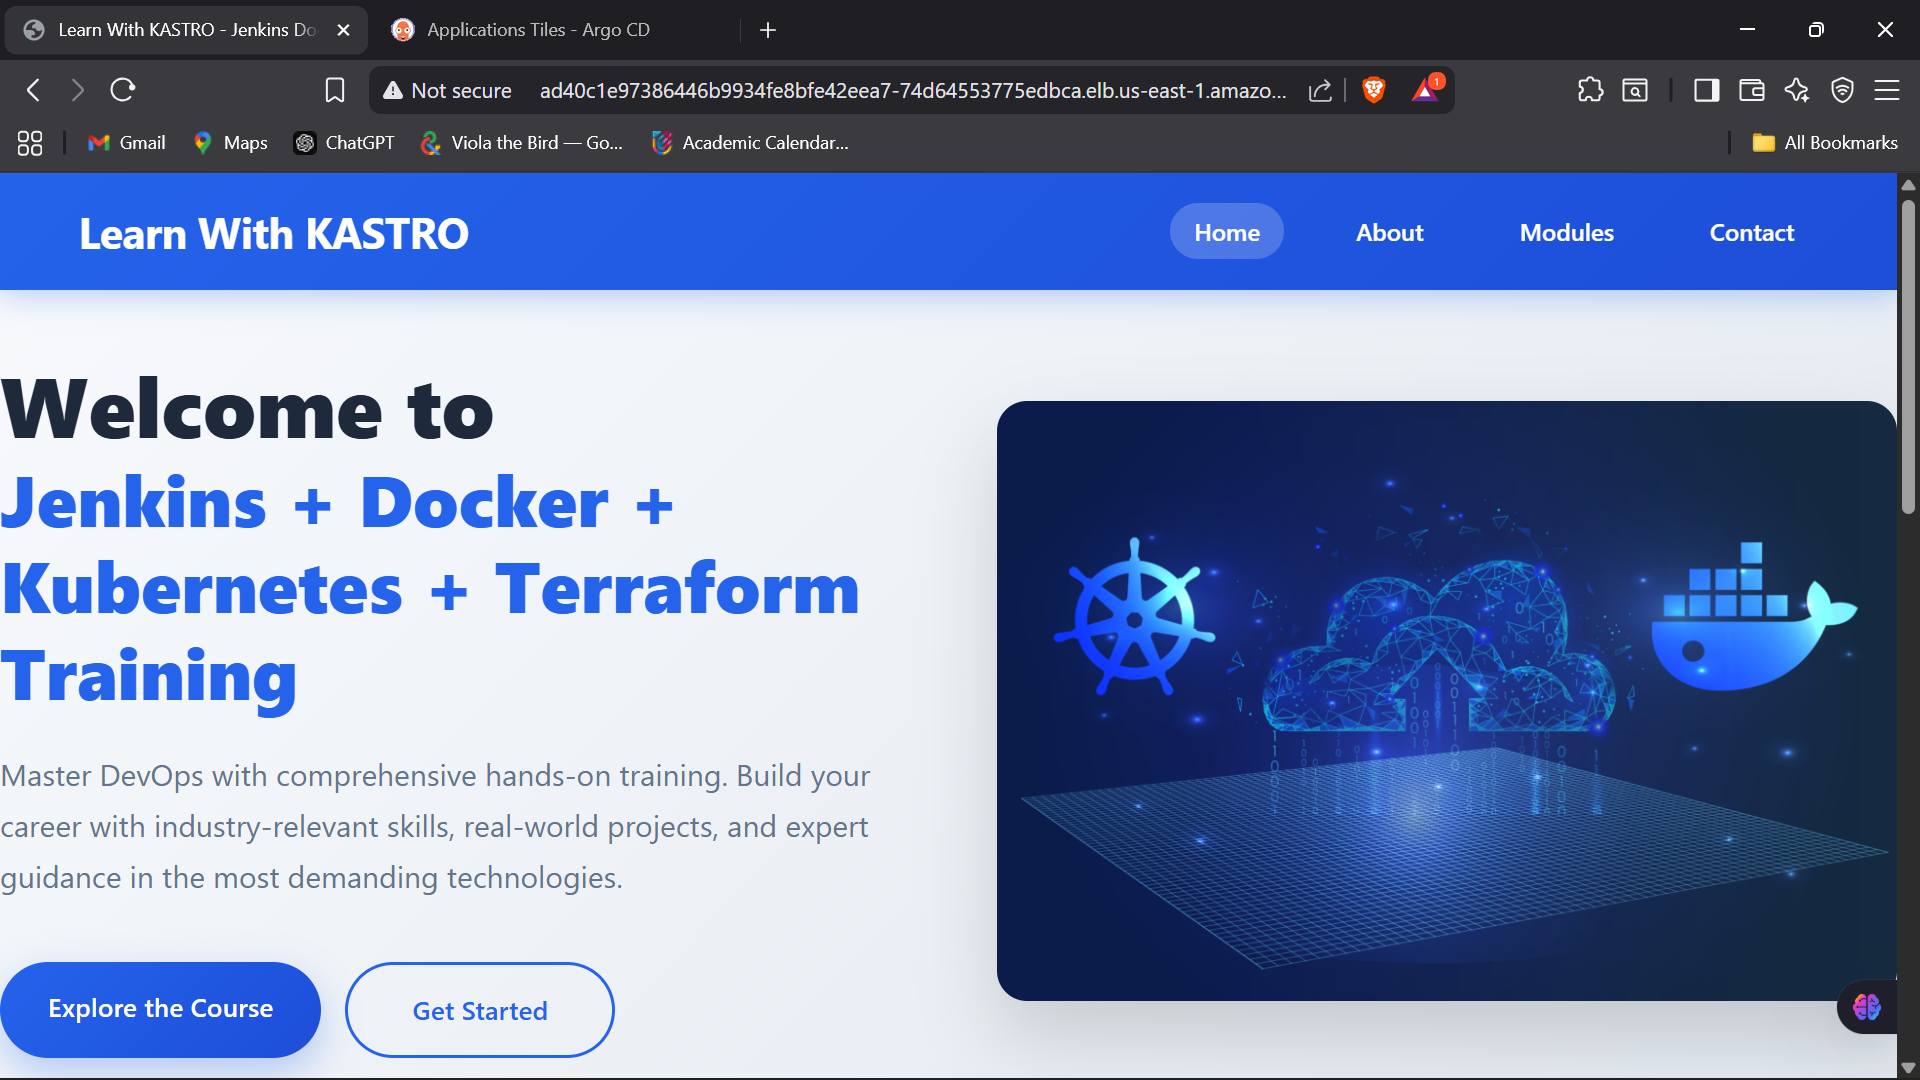 Learn With KASTRO - Jenkins Do
Applications Tiles - Argo CD
Not secure
ad40c1e97386446b9934fe8bfe42eea7-74d64553775edbca.elb.us-east-1.amazo...
1
Gmail
Maps
ChatGPT
Viola the Bird — Go...
Academic Calendar...
All Bookmarks
Learn With KASTRO
Home
About
Modules
Contact
Welcome to
Jenkins + Docker +
Kubernetes + Terraform
Training
Master DevOps with comprehensive hands-on training. Build your
career with industry-relevant skills, real-world projects, and expert
guidance in the most demanding technologies.
Explore the Course
Get Started